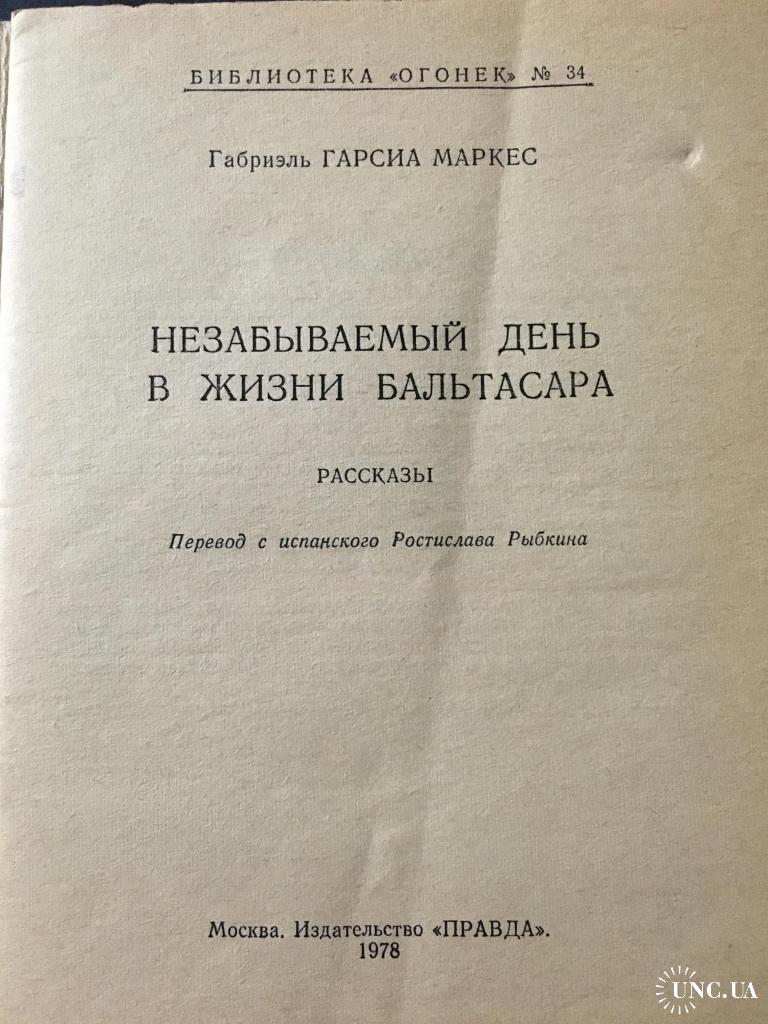 БИБЛИОТЕКА «ОГОНЕК» № 34
Габриэль ГАРСИА МАРКЕС
НЕЗАБЫВАЕМЫЙ ДЕНЬ
В ЖИЗНИ БАЛЬТАСАРА
РАССКАЗЫ
Перевод с испанского Ростислава Рыбкина
Москва. Издательство «ПРАВДА».
1978
UNC.UA